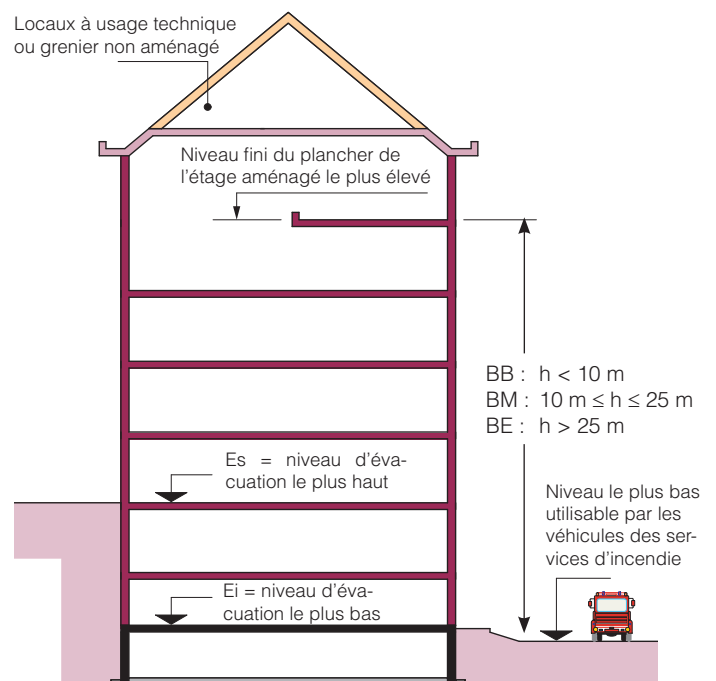 Locaux à usage technique
ou grenier non aménagé
Niveau fini du plancher de
l'étage aménagé le plus élevé
BB : h < 10 m
BM : 10 m ≤ h ≤ 25 m
BE : h > 25 m
Es = niveau d'éva-
cuation le plus haut
Niveau le plus bas
utilisable par les
véhicules des ser-
vices d'incendie
Ei = niveau d'éva-
cuation le plus bas